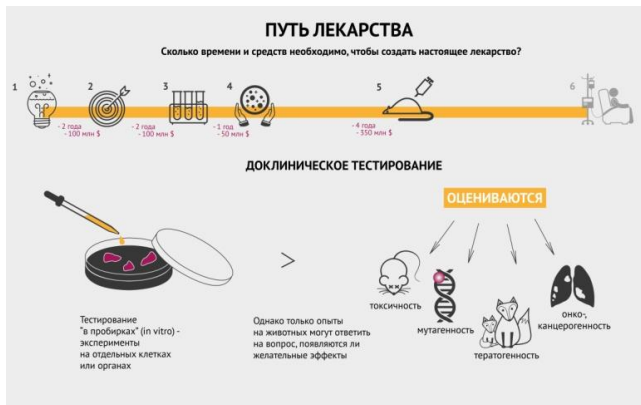 ПУТЬ ЛЕКАРСТВА
Сколько времени и средств необходимо, чтобы создать настоящее лекарство?
1
2
3
4
5
6
- 2 года
- 100 млн $
- 2 года
- 100 млн $
- 1 год
- 50 млн $
- 4 года
- 350 млн $
ДОКЛИНИЧЕСКОЕ ТЕСТИРОВАНИЕ
ОЦЕНИВАЮТСЯ
>
Тестирование
"в пробирках" (in vitro) -
эксперименты
на отдельных клетках
или органах
Однако только опыты
на животных могут ответить
на вопрос, появляются ли
желательные эффекты
токсичность
мутагенность
тератогенность
онко-,
канцерогенность